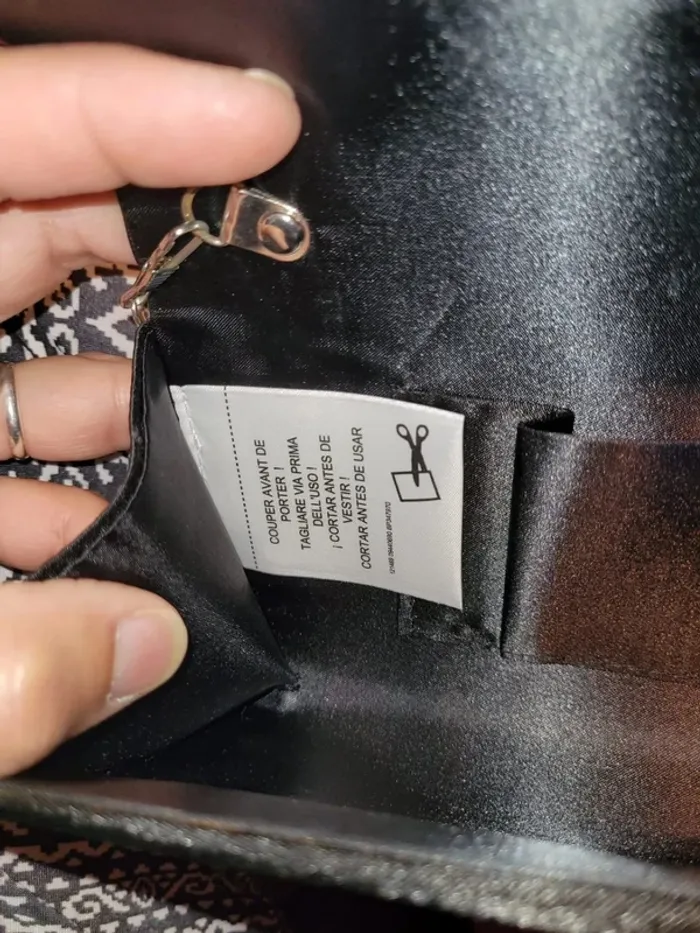 COUPER AVANT DE
PORTER !
TAGLIARE VIA PRIMA
DELL'USO !
¡ CORTAR ANTES DE
VESTIR !
CORTAR ANTES DE USAR